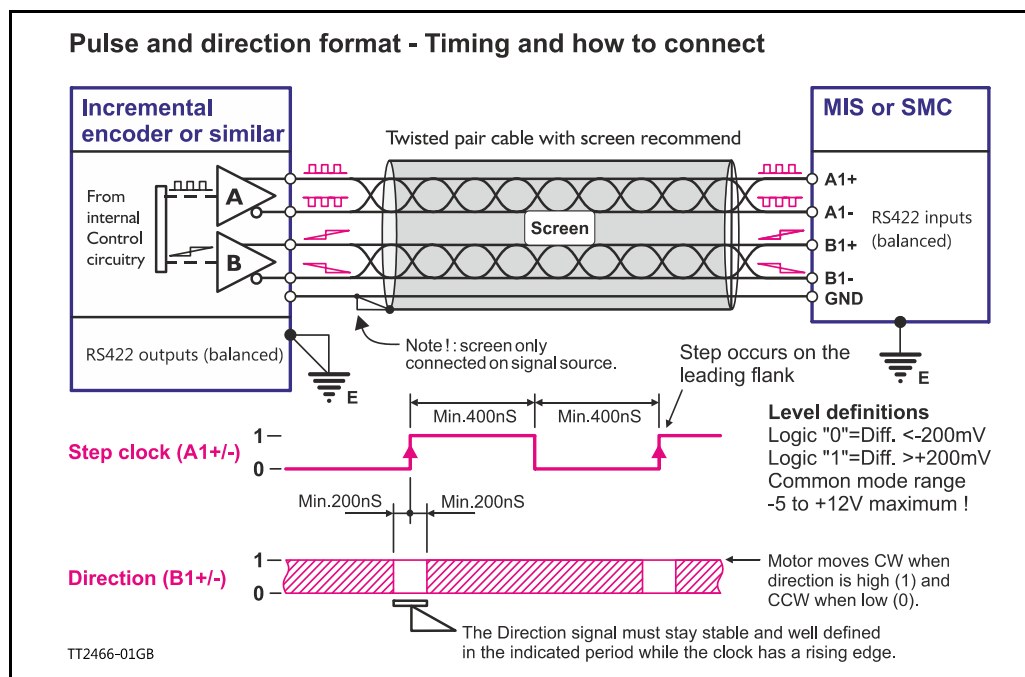 Pulse and direction format - Timing and how to connect
Incremental
encoder or similar
MIS or SMC
Twisted pair cable with screen recommend
From
internal
Control
circuitry
A
B
A1+
A1-
B1+
B1-
GND
RS422 inputs
(balanced)
Screen
RS422 outputs (balanced)
E
Note!: screen only
connected on signal source.
E
Step occurs on the
leading flank
Min.400nS
Min.400nS
Step clock (A1+/-)
1
0
Level definitions
Logic "0"=Diff. <-200mV
Logic "1"=Diff. >+200mV
Common mode range
-5 to +12V maximum !
Min.200nS
Min.200nS
Direction (B1+/-)
1
0
Motor moves CW when
direction is high (1) and
CCW when low (0).
The Direction signal must stay stable and well defined
in the indicated period while the clock has a rising edge.
TT2466-01GB